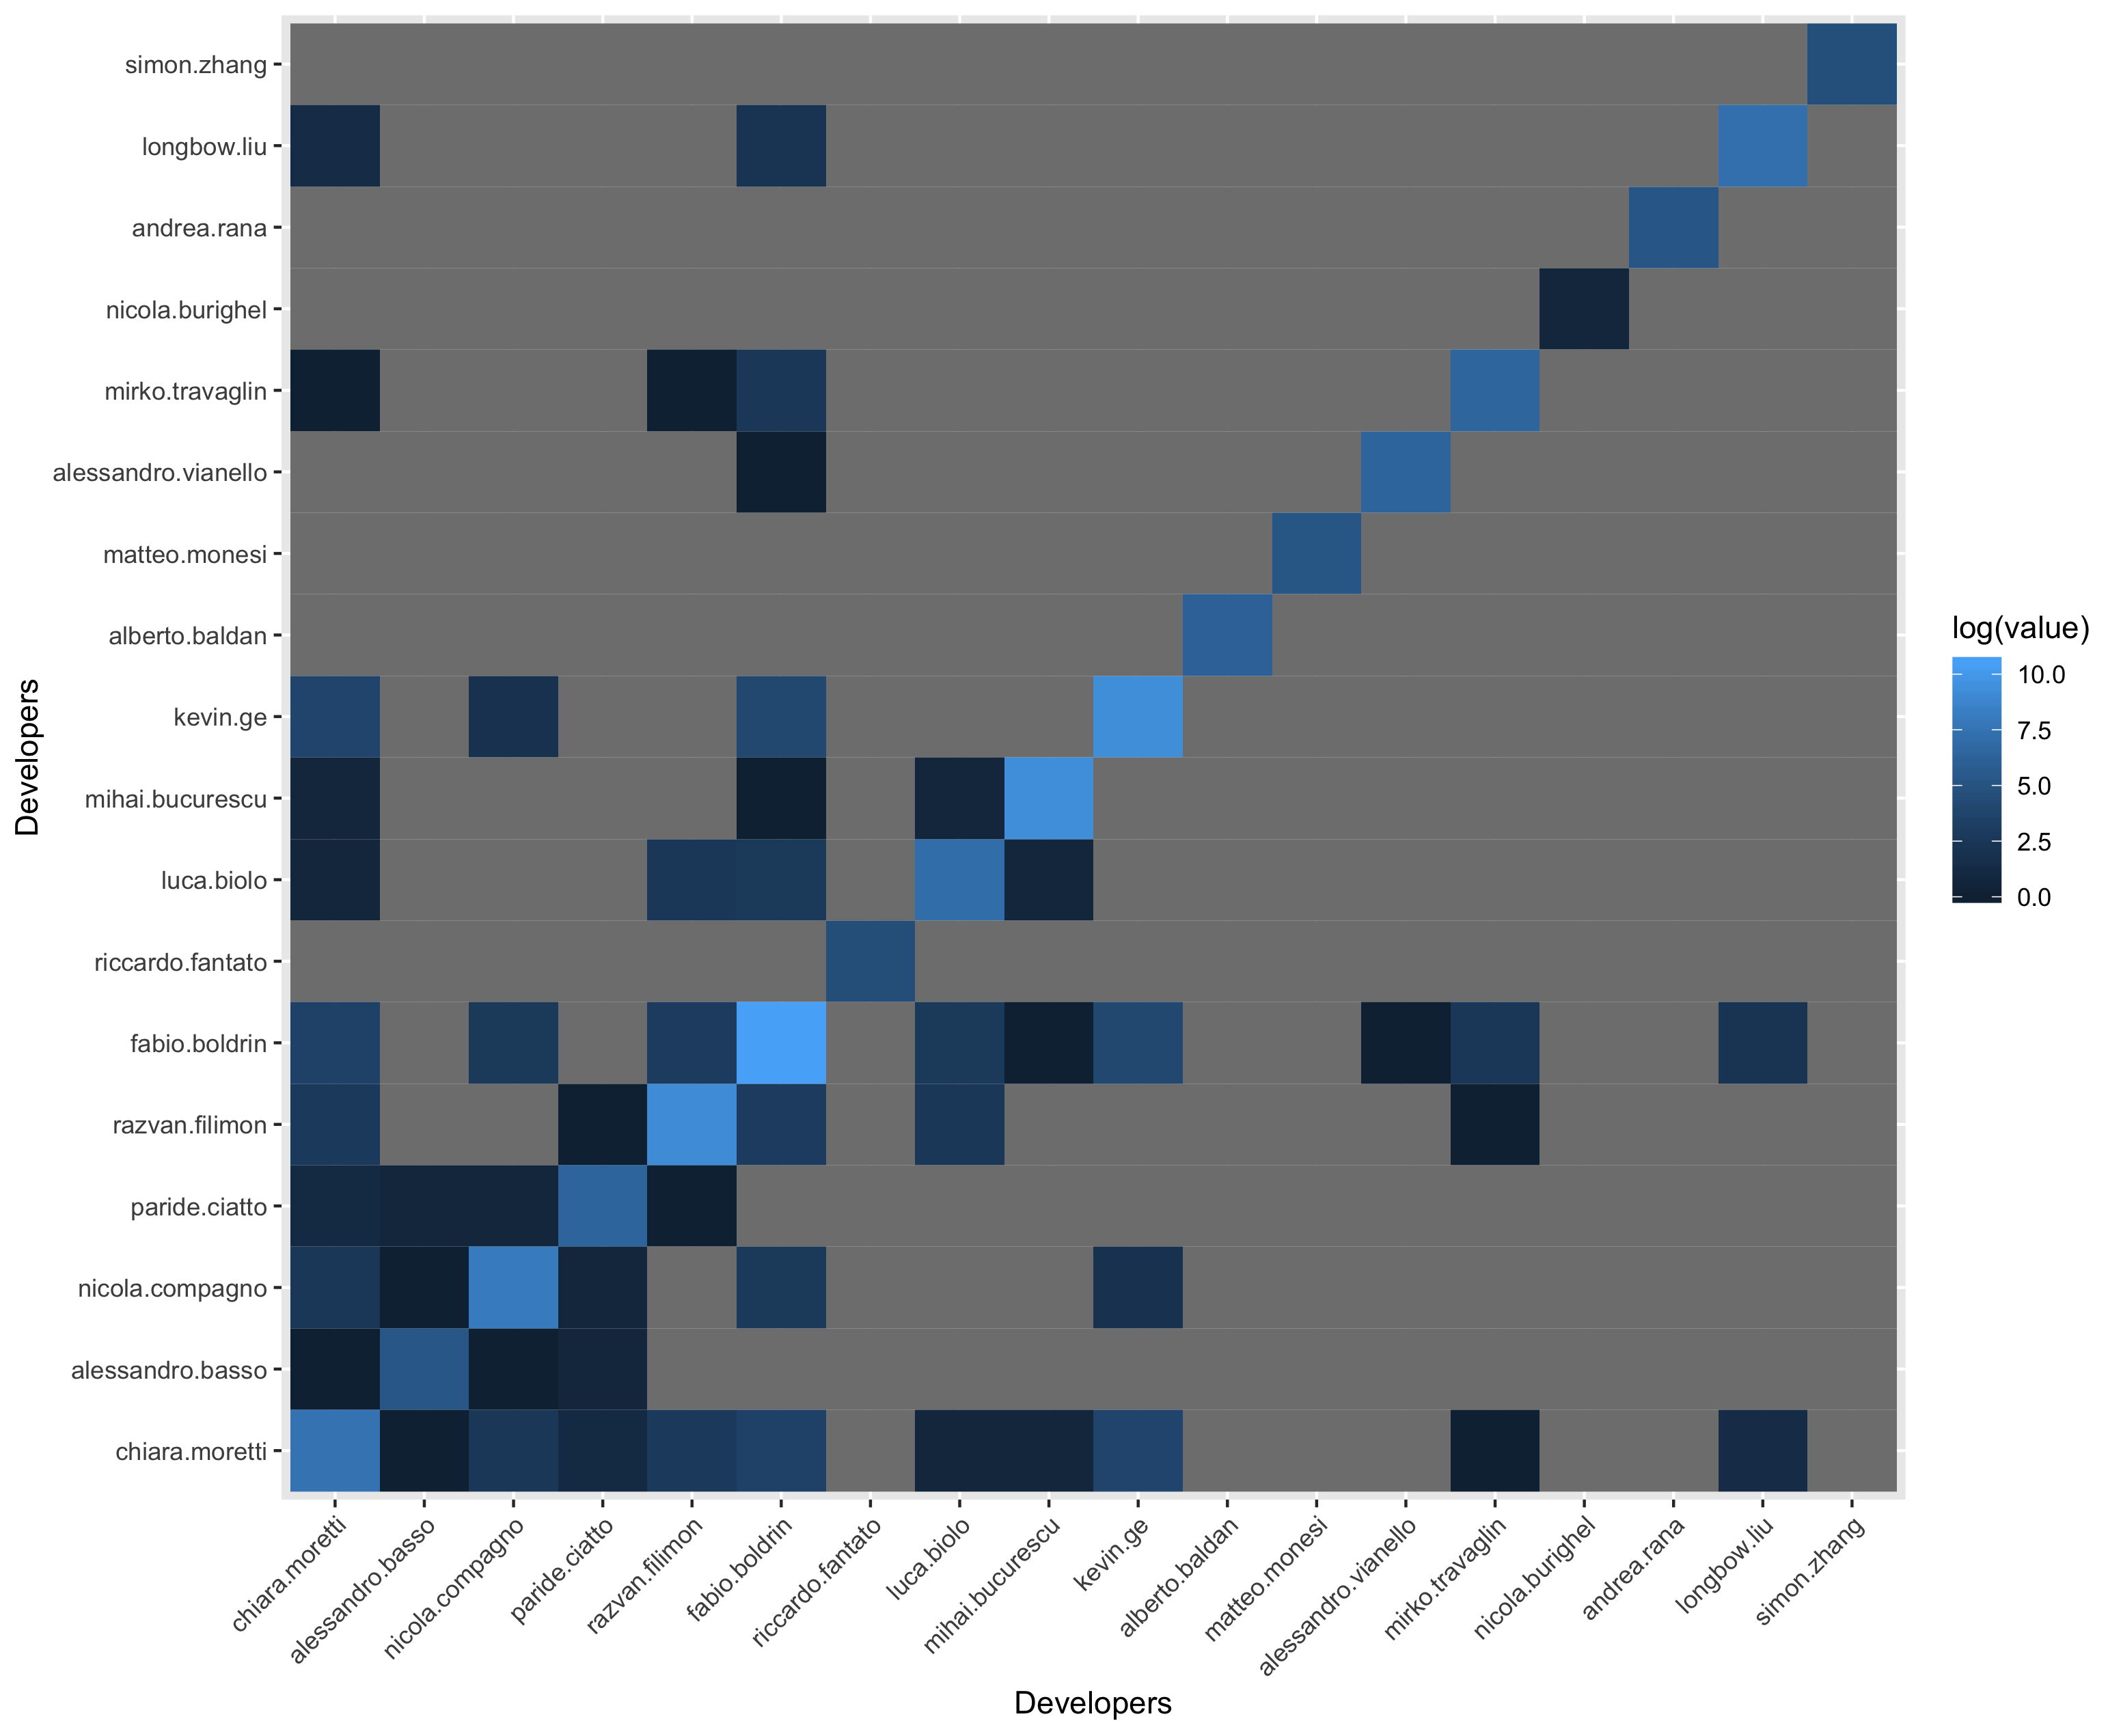 simon.zhang
longbow.liu
andrea.rana
nicola.burighel
mirko.travaglin
alessandro.vianello
matteo.monesi
alberto.baldan
kevin.ge
mihai.bucurescu
luca.biolo
riccardo.fantato
fabio.boldrin
razvan.filimon
paride.ciatto
nicola.compagno
alessandro.basso
chiara.moretti
Developers
chiara.moretti
alessandro.basso
nicola.compagno
paride.ciatto
razvan.filimon
fabio.boldrin
riccardo.fantato
luca.biolo
mihai.bucurescu
kevin.ge
alberto.baldan
matteo.monesi
alessandro.vianello
mirko.travaglin
nicola.burighel
andrea.rana
longbow.liu
simon.zhang
Developers
log(value)
10.0
7.5
5.0
2.5
0.0